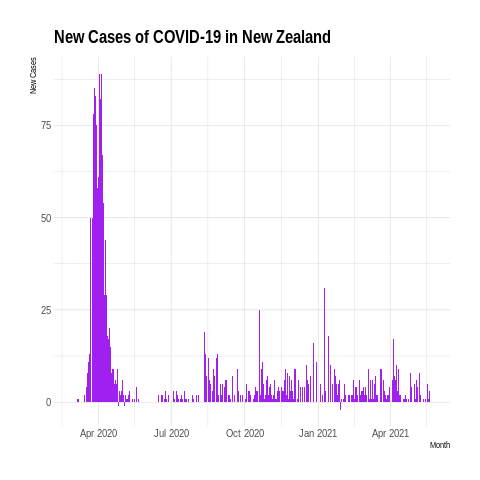 New Cases of COVID-19 in New Zealand
New Cases
75
50
25
0
Apr 2020 Jul 2020 Oct 2020 Jan 2021 Apr 2021
Month